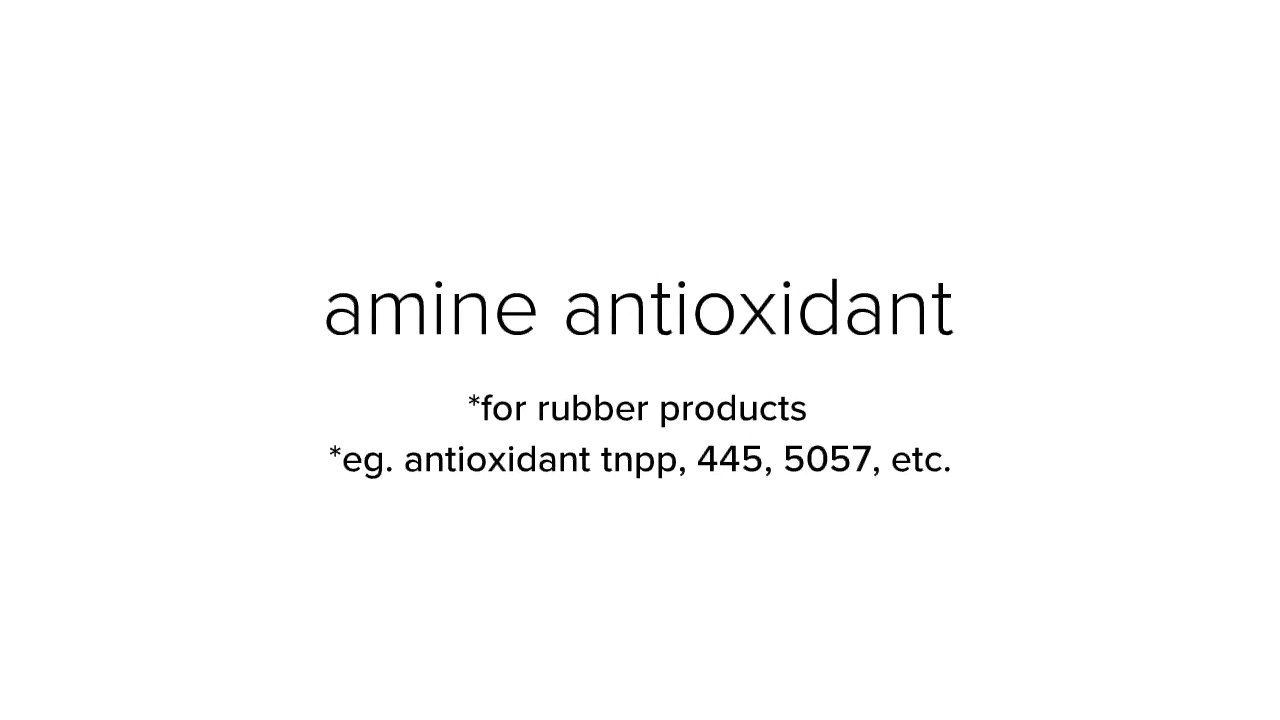 amine antioxidant
*for rubber products
*eg. antioxidant tnpp, 445, 5057, etc.